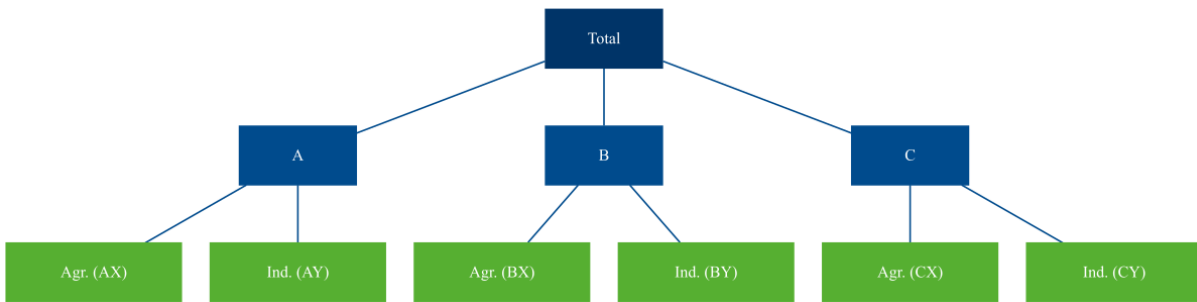 Total
A
B
C
Agr. (AX)
Ind. (AY)
Agr. (BX)
Ind. (BY)
Agr. (CX)
Ind. (CY)